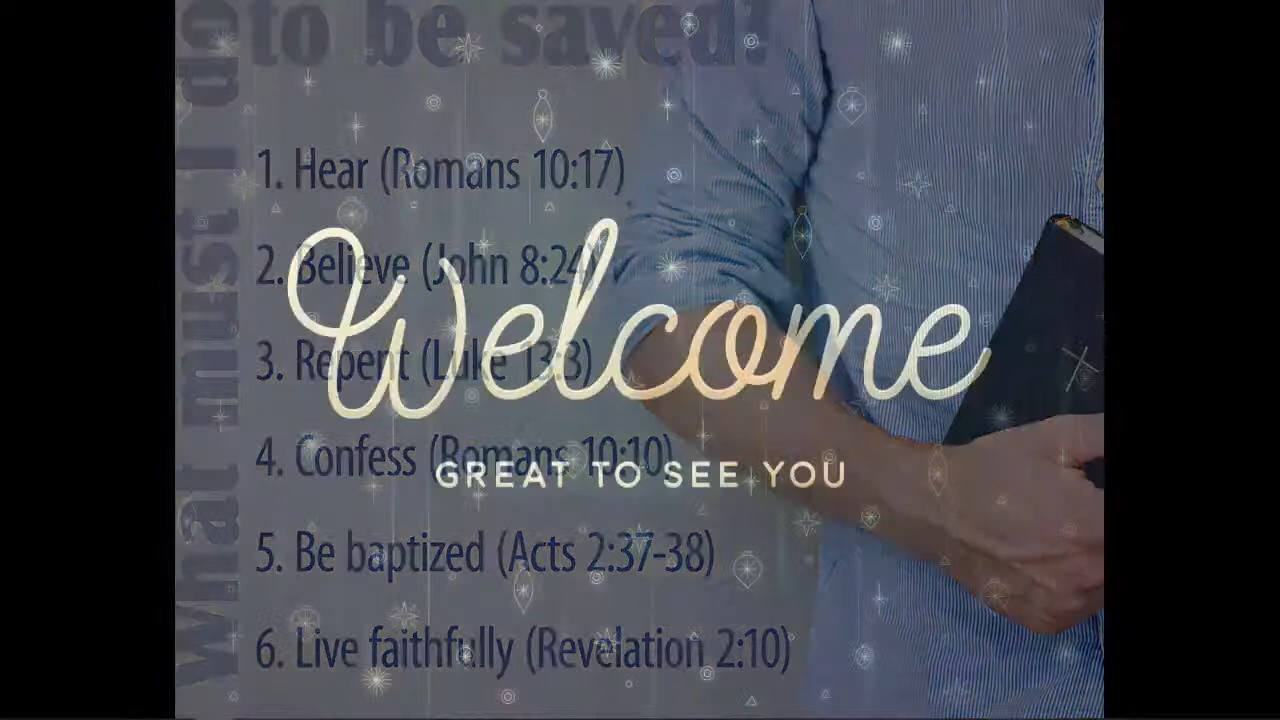 What must I do
to be saved?
1. Hear (Romans 10:17)
2. Believe (John 8:24)
3. Repent (Luke 13:3)
4. Confess (Romans 10:10)
5. Be baptized (Acts 2:37-38)
6. Live faithfully (Revelation 2:10)
Welcome
GREAT TO SEE YOU